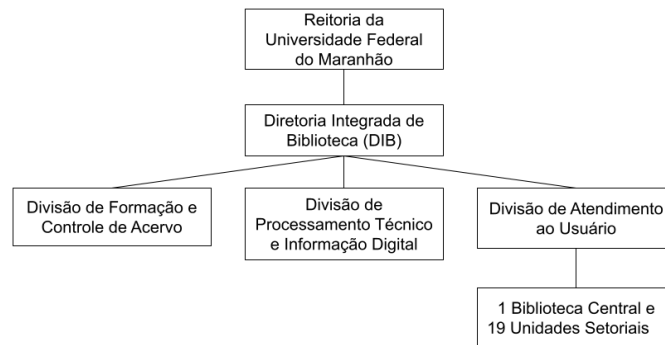 Reitoria da
Universidade Federal
do Maranhão
Diretoria Integrada de
Biblioteca (DIB)
Divisão de Formação e
Controle de Acervo
Divisão de
Processamento Técnico
e Informação Digital
Divisão de Atendimento
ao Usuário
1 Biblioteca Central e
19 Unidades Setoriais